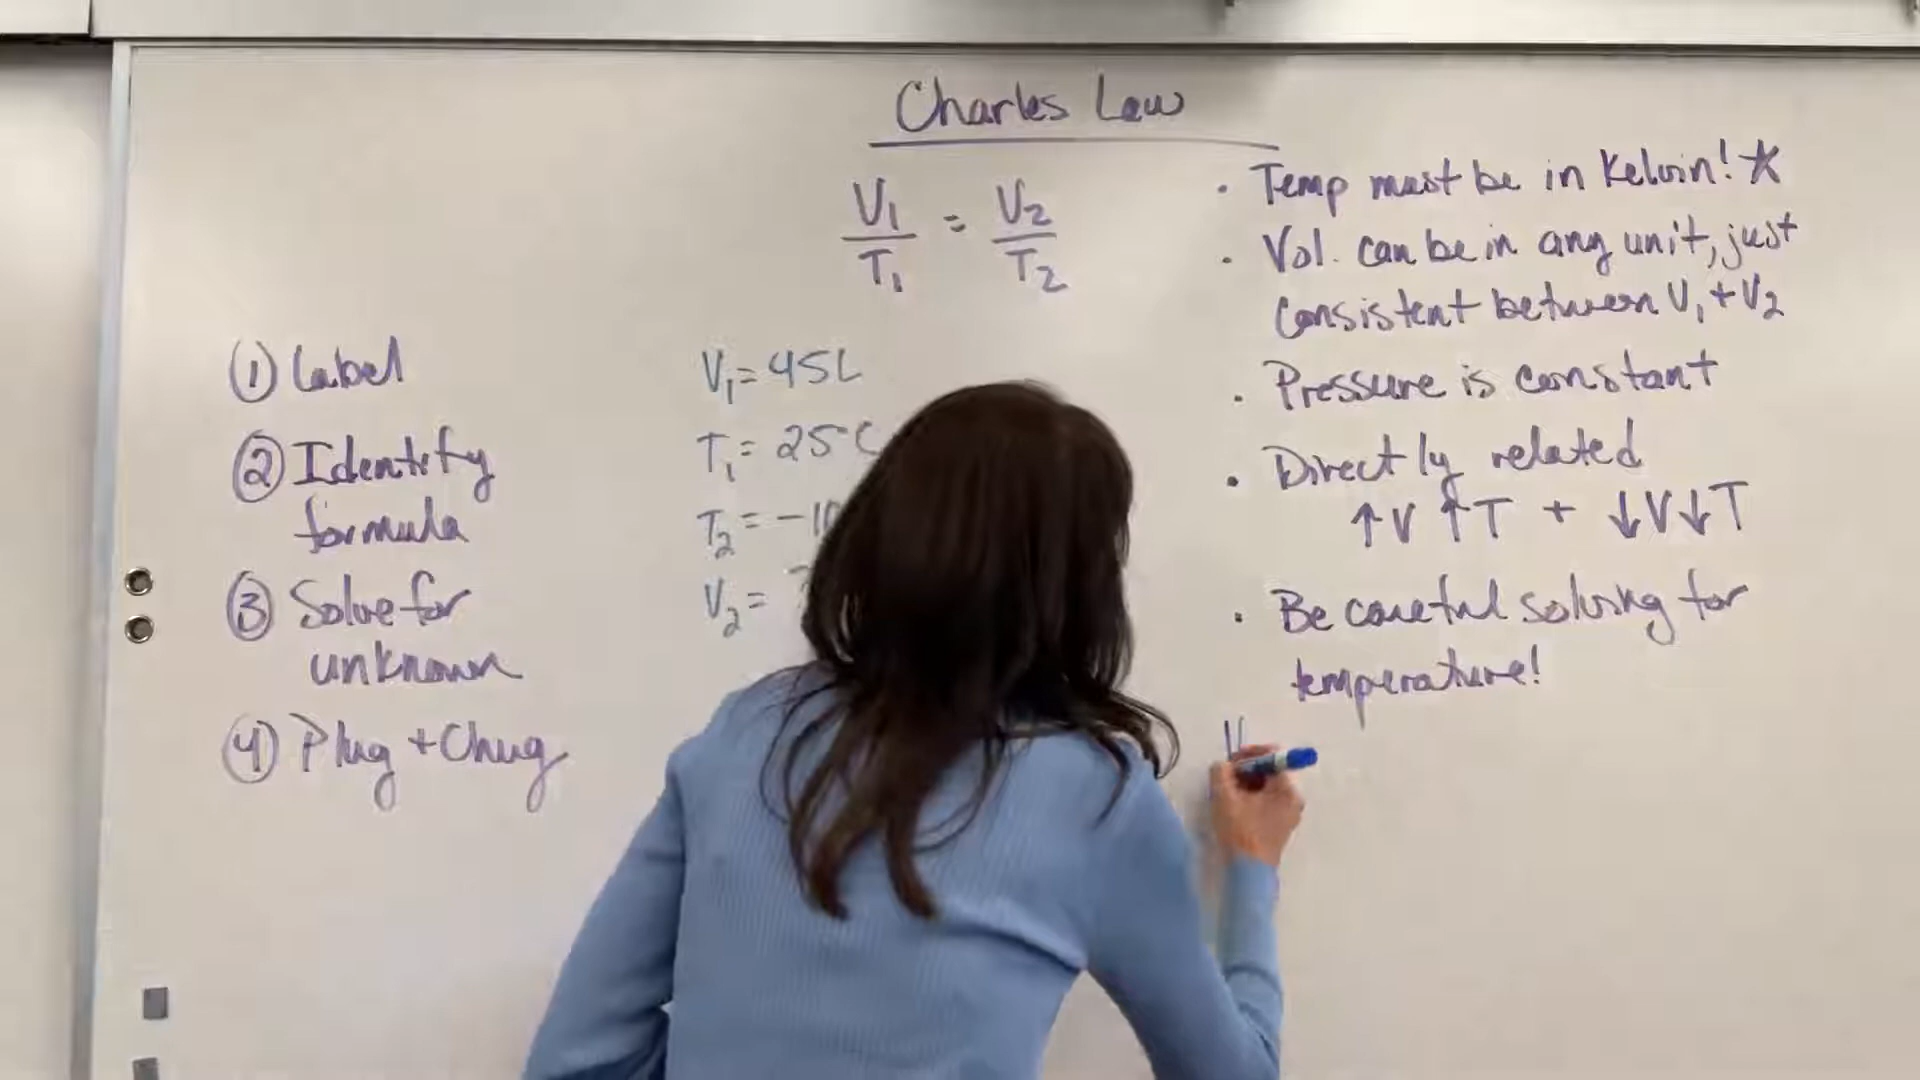 Charles Law
V₁/T₁ = V₂/T₂
① Label
② Identify
formula
③ Solve for
unknown
④ Plug + Chug
V₁ = 45L
T₁ = 25°C
T₂ = -10
V₂ =
• Temp must be in Kelvin! ☆
• Vol. can be in any unit, just
consistent between V₁ + V₂
• Pressure is constant
• Directly related
↑V ↑T + ↓V↓T
• Be careful solving for
temperature!
V